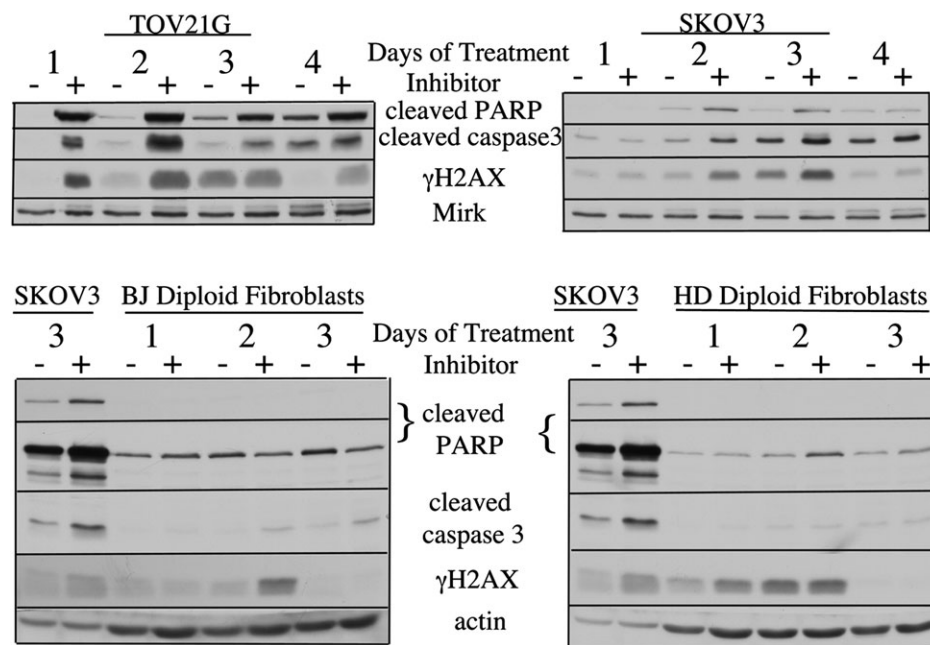 TOV21G SKOV3
1 2 3 4 Days of Treatment 1 2 3 4
- + - + - + - + Inhibitor - + - + - + - +
cleaved PARP
cleaved caspase3
γH2AX
Mirk
SKOV3 BJ Diploid Fibroblasts SKOV3 HD Diploid Fibroblasts
3 1 2 3 Days of Treatment 3 1 2 3
- + - + - + - + Inhibitor - + - + - + - +
} cleaved {
PARP
cleaved
caspase 3
γH2AX
actin